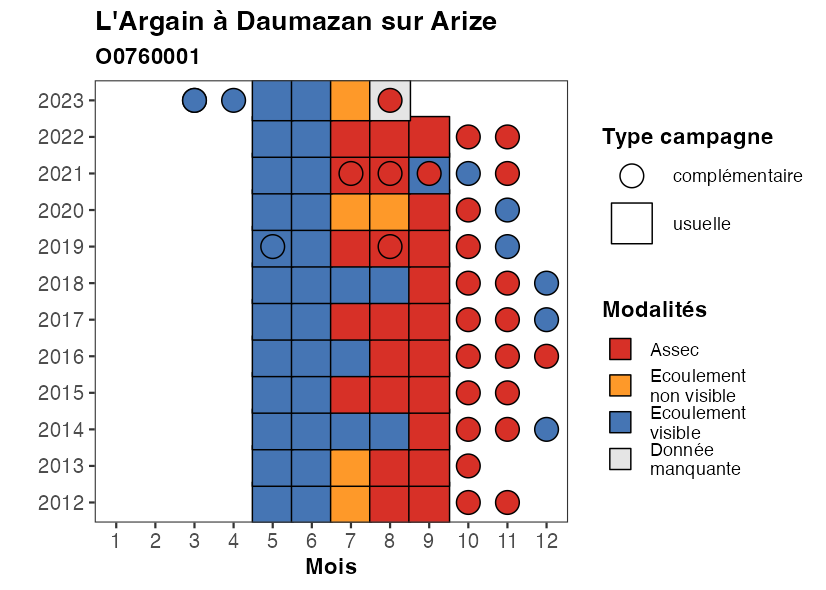 L'Argain à Daumazan sur Arize
O0760001
2023
2022
2021
2020
2019
2018
2017
2016
2015
2014
2013
2012
1 2 3 4 5 6 7 8 9 10 11 12
Mois
Type campagne
complémentaire
usuelle
Modalités
Assec
Ecoulement
non visible
Ecoulement
visible
Donnée
manquante